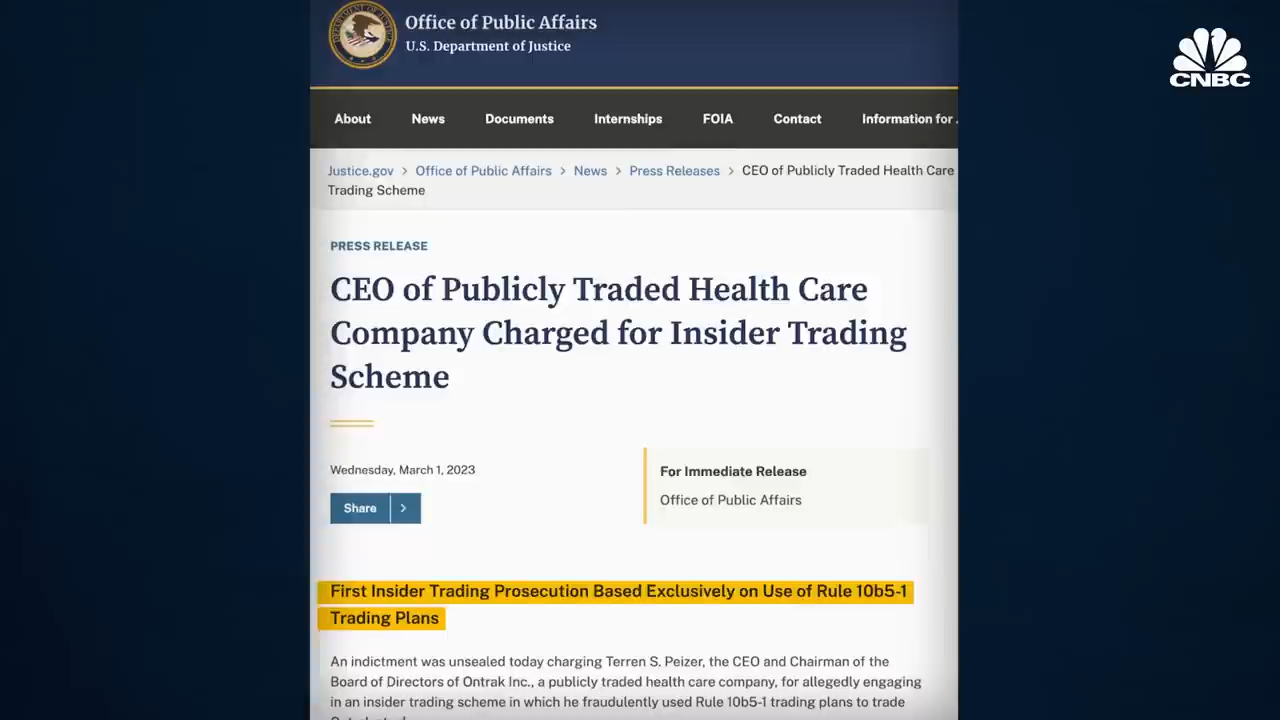 Office of Public Affairs
U.S. Department of Justice
CNBC
About News Documents Internships FOIA Contact Information for
Justice.gov > Office of Public Affairs > News > Press Releases > CEO of Publicly Traded Health Care
Trading Scheme
PRESS RELEASE
CEO of Publicly Traded Health Care
Company Charged for Insider Trading
Scheme
Wednesday, March 1, 2023
For Immediate Release
Office of Public Affairs
Share >
First Insider Trading Prosecution Based Exclusively on Use of Rule 10b5-1
Trading Plans
An indictment was unsealed today charging Terren S. Peizer, the CEO and Chairman of the
Board of Directors of Ontrak Inc., a publicly traded health care company, for allegedly engaging
in an insider trading scheme in which he fraudulently used Rule 10b5-1 trading plans to trade